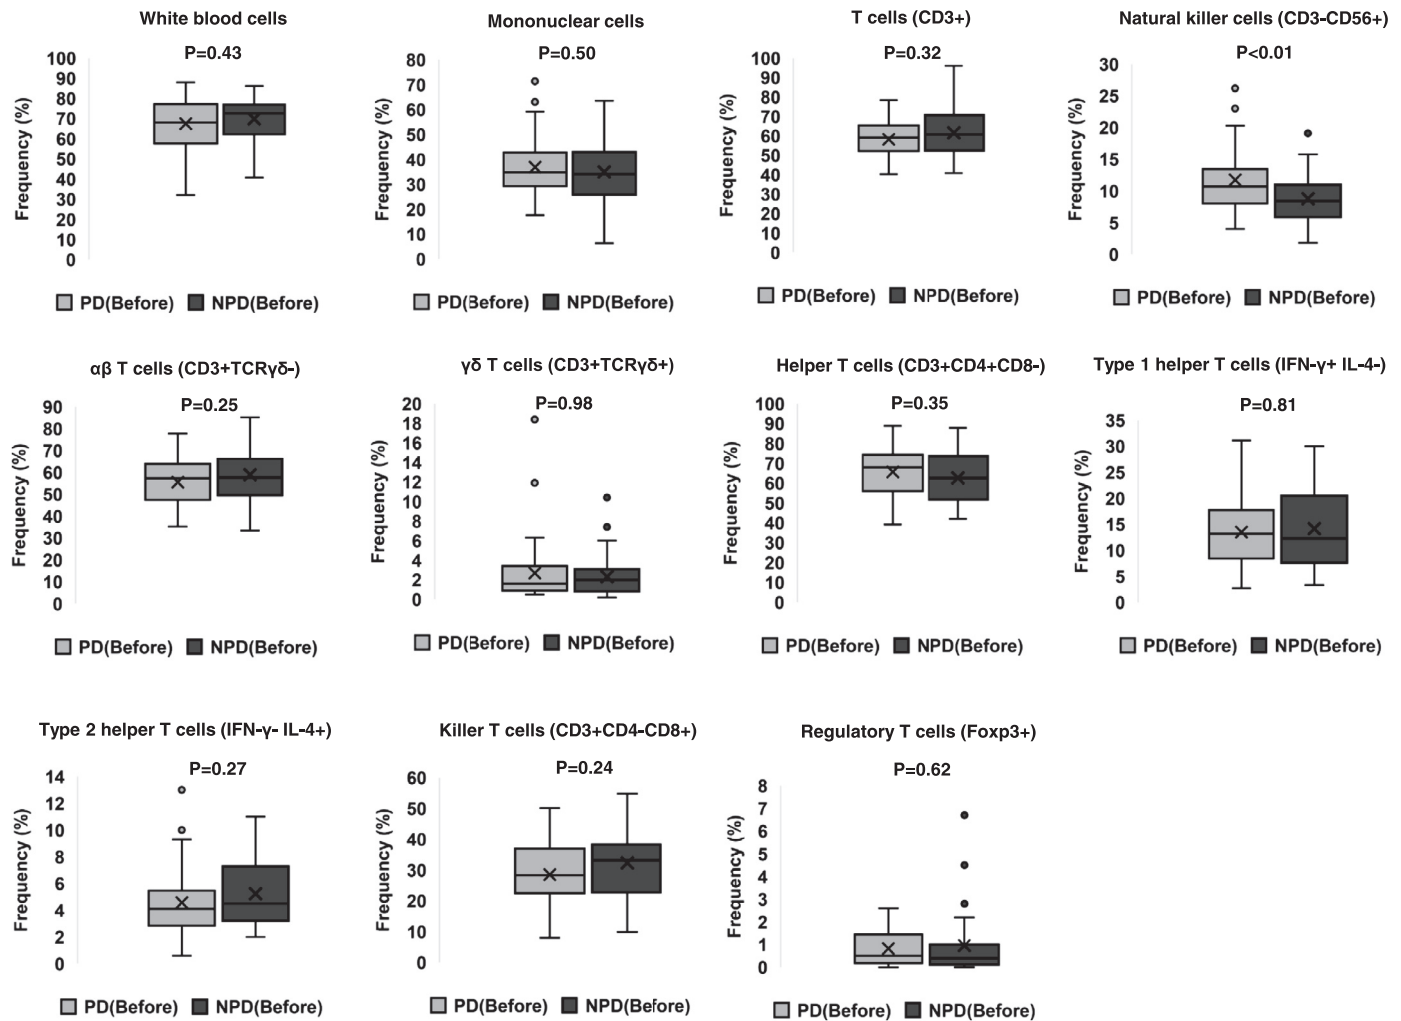 White blood cells
P=0.43
Frequency (%)
100
90
80
70
60
50
40
30
20
10
0
PD(Before) NPD(Before)
Mononuclear cells
P=0.50
Frequency (%)
80
70
60
50
40
30
20
10
0
PD(Before) NPD(Before)
T cells (CD3+)
P=0.32
Frequency (%)
100
90
80
70
60
50
40
30
20
10
0
PD(Before) NPD(Before)
Natural killer cells (CD3-CD56+)
P<0.01
Frequency (%)
30
25
20
15
10
5
0
PD(Before) NPD(Before)
αβ T cells (CD3+TCRγδ-)
P=0.25
Frequency (%)
90
80
70
60
50
40
30
20
10
0
PD(Before) NPD(Before)
γδ T cells (CD3+TCRγδ+)
P=0.98
Frequency (%)
20
18
16
14
12
10
8
6
4
2
0
PD(Before) NPD(Before)
Helper T cells (CD3+CD4+CD8-)
P=0.35
Frequency (%)
100
90
80
70
60
50
40
30
20
10
0
PD(Before) NPD(Before)
Type 1 helper T cells (IFN-γ+ IL-4-)
P=0.81
Frequency (%)
35
30
25
20
15
10
5
0
PD(Before) NPD(Before)
Type 2 helper T cells (IFN-γ- IL-4+)
P=0.27
Frequency (%)
14
12
10
8
6
4
2
0
PD(Before) NPD(Before)
Killer T cells (CD3+CD4-CD8+)
P=0.24
Frequency (%)
60
50
40
30
20
10
0
PD(Before) NPD(Before)
Regulatory T cells (Foxp3+)
P=0.62
Frequency (%)
8
7
6
5
4
3
2
1
0
PD(Before) NPD(Before)